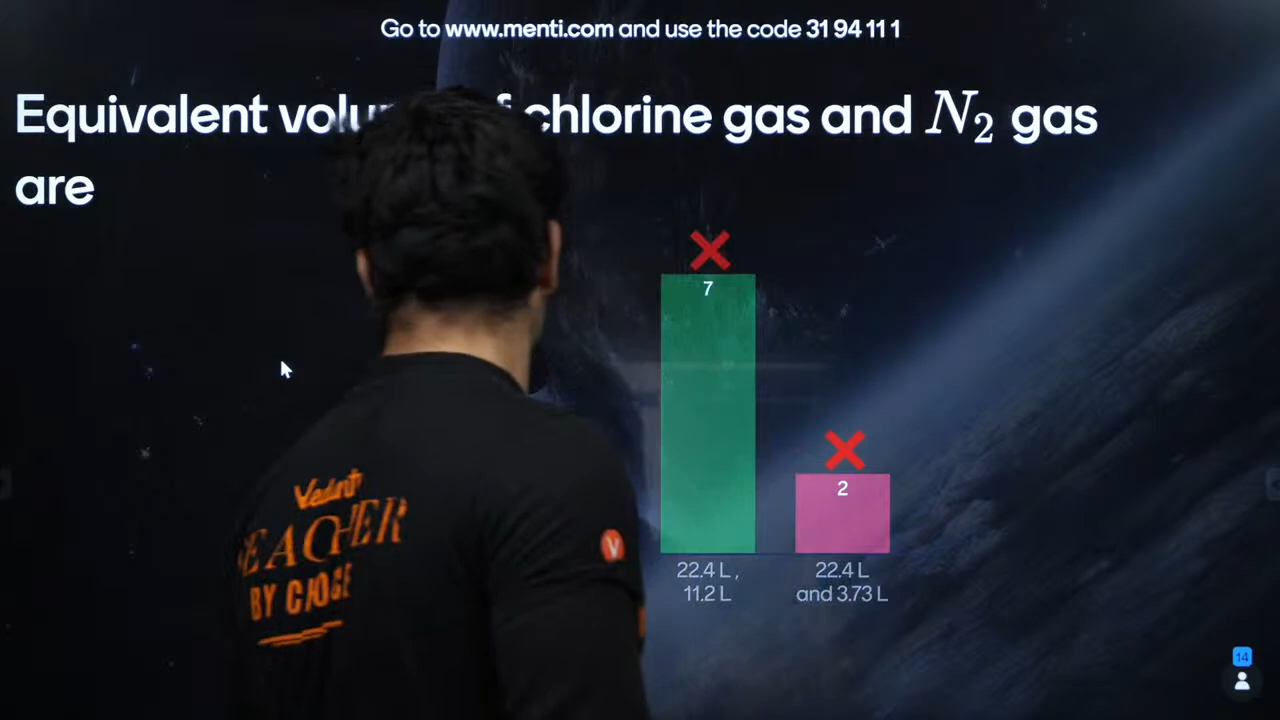 Go to www.menti.com and use the code 31 94 11 1
Equivalent chlorine gas and N₂ gas
are
7
2
22.4 L ,
11.2 L
22.4 L
and 3.73 L
TEACHER
BY CHOICE
V
14